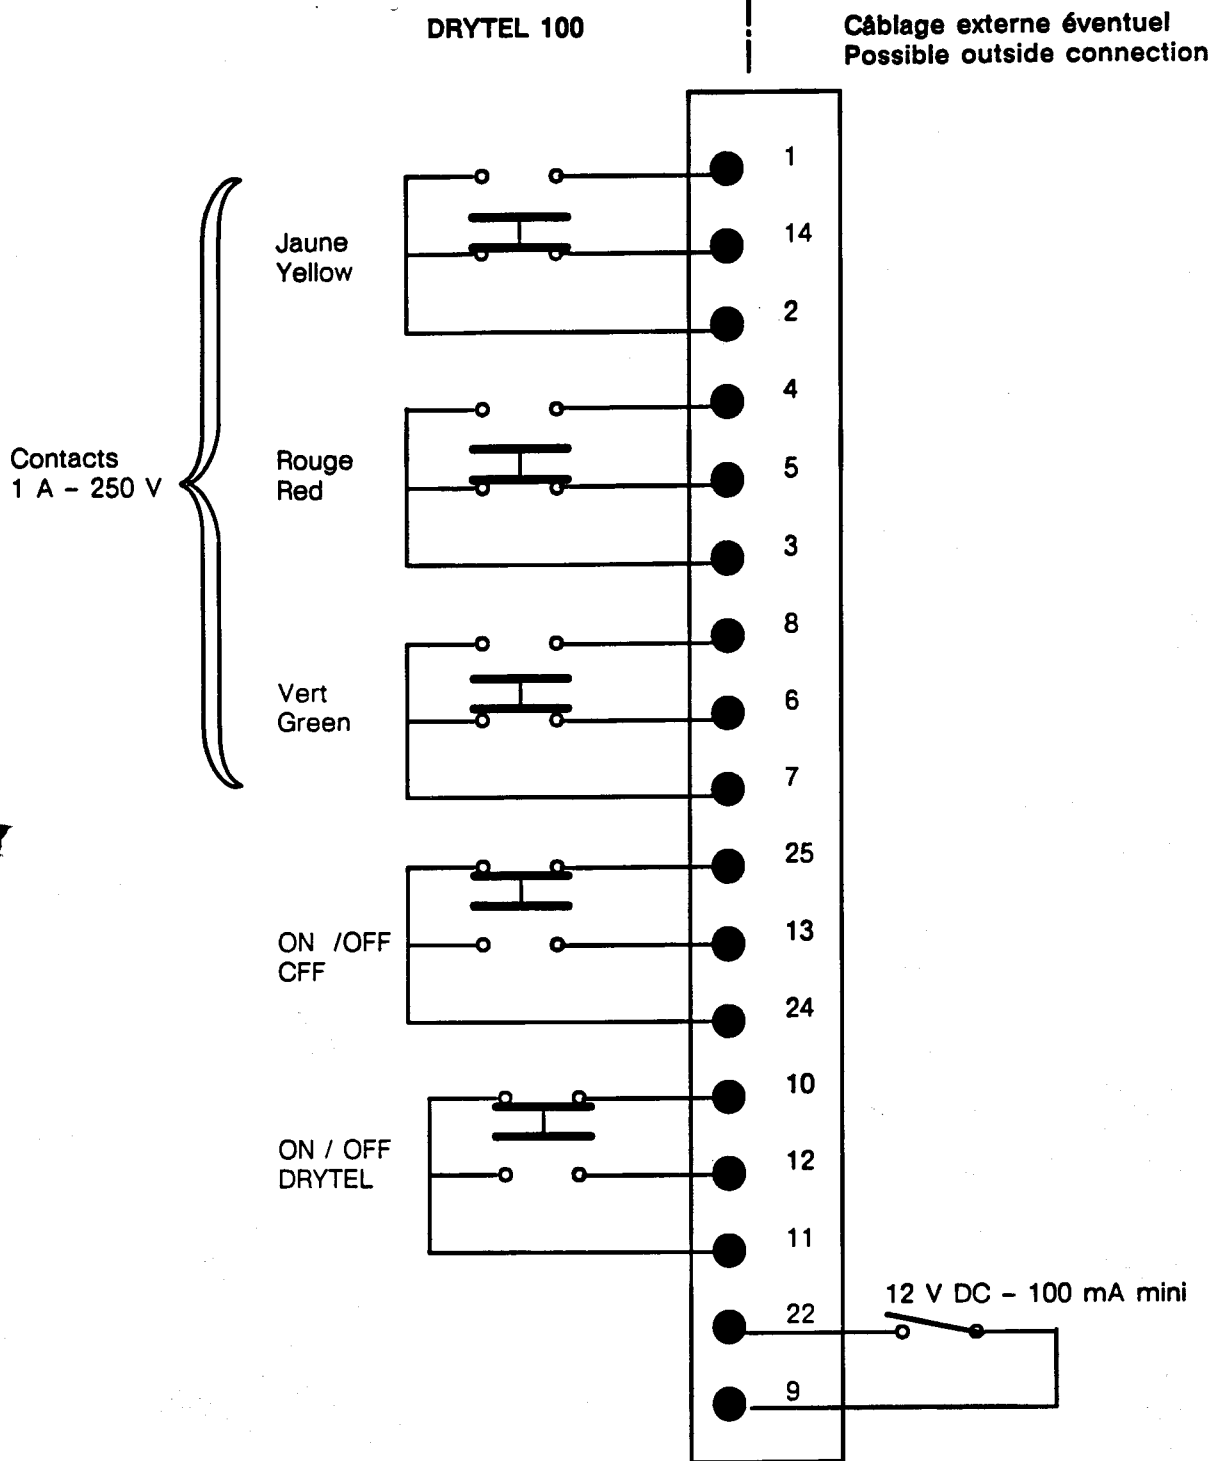 DRYTEL 100
Câblage externe éventuel
Possible outside connection
1
14
2
Jaune
Yellow
4
5
3
Rouge
Red
Contacts
1 A – 250 V
8
6
7
Vert
Green
25
13
24
ON /OFF
CFF
10
12
11
ON / OFF
DRYTEL
12 V DC – 100 mA mini
22
9